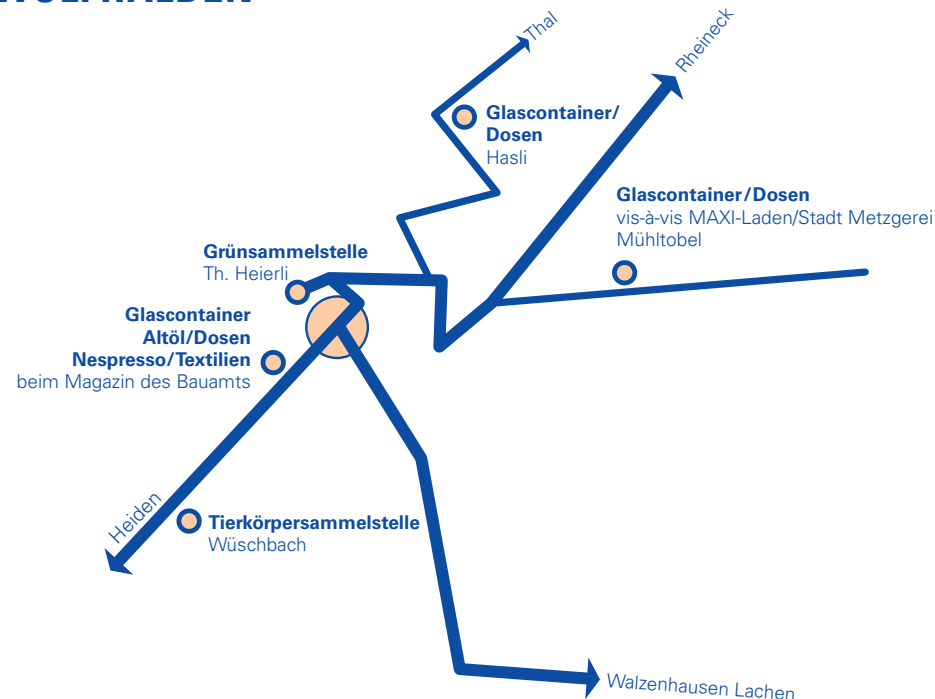 Thal
Rheineck
Glascontainer/
Dosen
Hasli
Glascontainer/Dosen
vis-à-vis MAXI-Laden/Stadt Metzgerei
Mühltobel
Grünsammelstelle
Th. Heierli
Glascontainer
Altöl/Dosen
Nespresso/Textilien
beim Magazin des Bauamts
Heiden
Tierkörpersammelstelle
Wüschbach
Walzenhausen Lachen